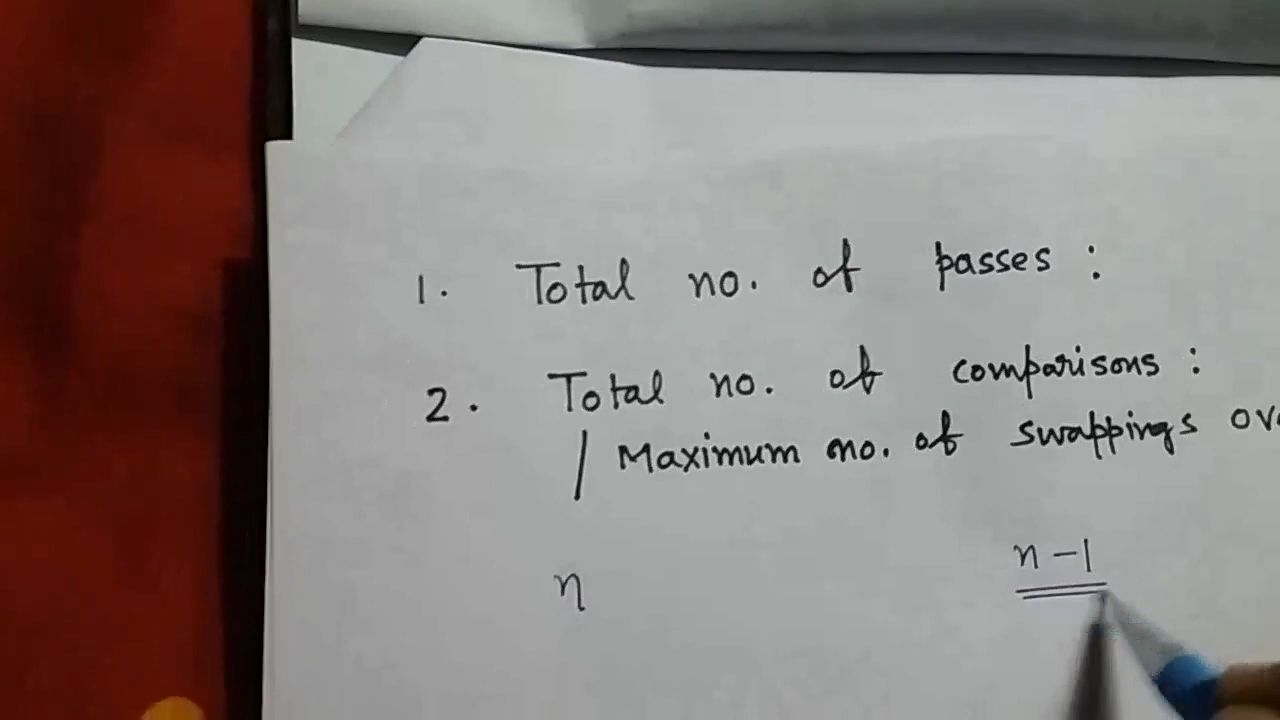 1. Total no. of passes :
2. Total no. of comparisons :
/ Maximum no. of swappings
n n-1